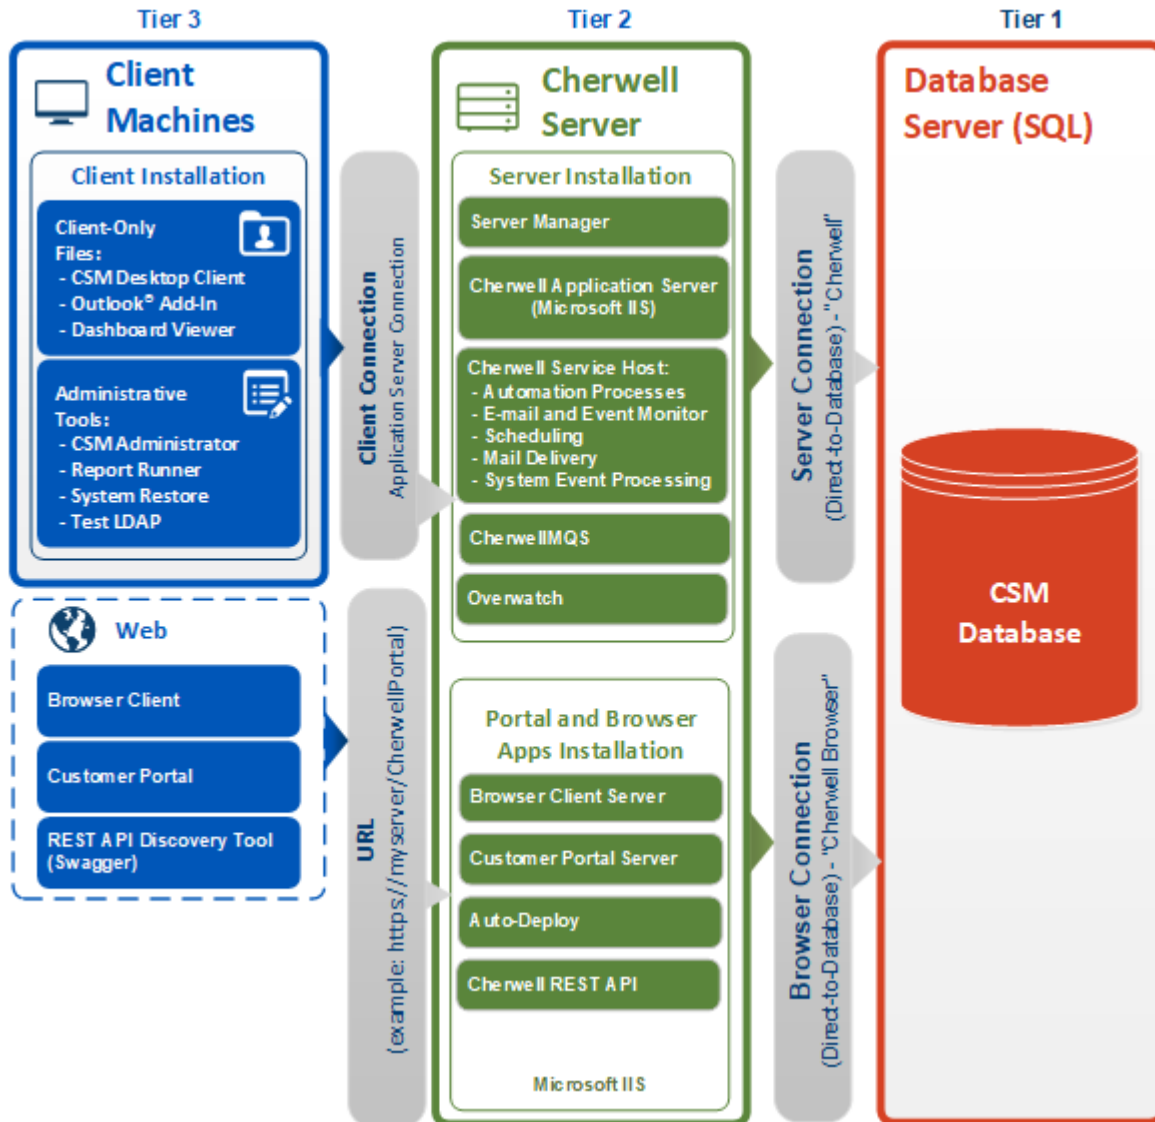 Tier 3
Client
Machines
Client Installation
Client-Only
Files:
- CSM Desktop Client
- Outlook® Add-In
- Dashboard Viewer
Administrative
Tools:
- CSM Administrator
- Report Runner
- System Restore
- Test LDAP
Web
Browser Client
Customer Portal
REST API Discovery Tool
(Swagger)
Client Connection
Application Server Connection
URL
(example: https://myserver/CherwellPortal)
Tier 2
Cherwell
Server
Server Installation
Server Manager
Cherwell Application Server
(Microsoft IIS)
Cherwell Service Host:
- Automation Processes
- E-mail and Event Monitor
- Scheduling
- Mail Delivery
- System Event Processing
CherwellMQS
Overwatch
Portal and Browser
Apps Installation
Browser Client Server
Customer Portal Server
Auto-Deploy
Cherwell REST API
Microsoft IIS
Server Connection
(Direct-to-Database) - "Cherwell"
Browser Connection
(Direct-to-Database) - "Cherwell Browser"
Tier 1
Database
Server (SQL)
CSM
Database